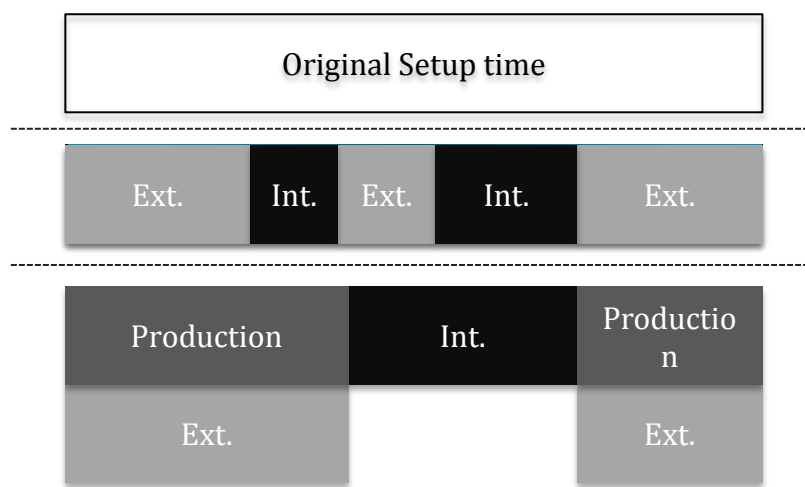 Original Setup time
Ext.
Int.
Ext.
Int.
Ext.
Production
Int.
Productio
n
Ext.
Ext.